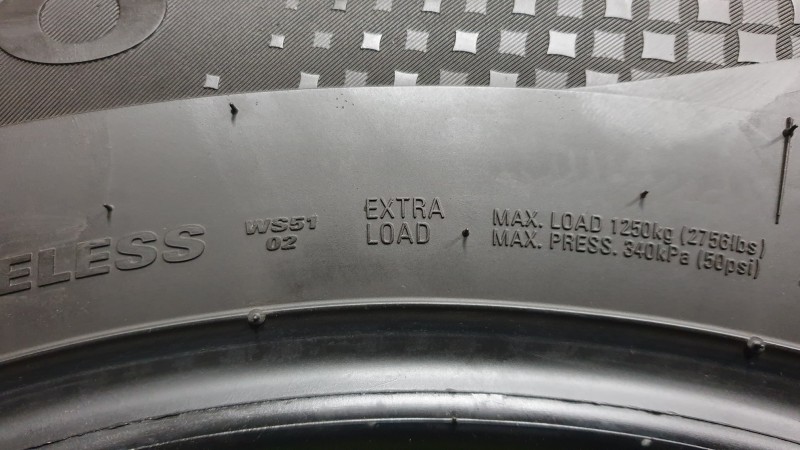 ELESS
WS51
02
EXTRA
LOAD
MAX. LOAD 1250kg (2756lbs)
MAX. PRESS. 340kPa (50psi)